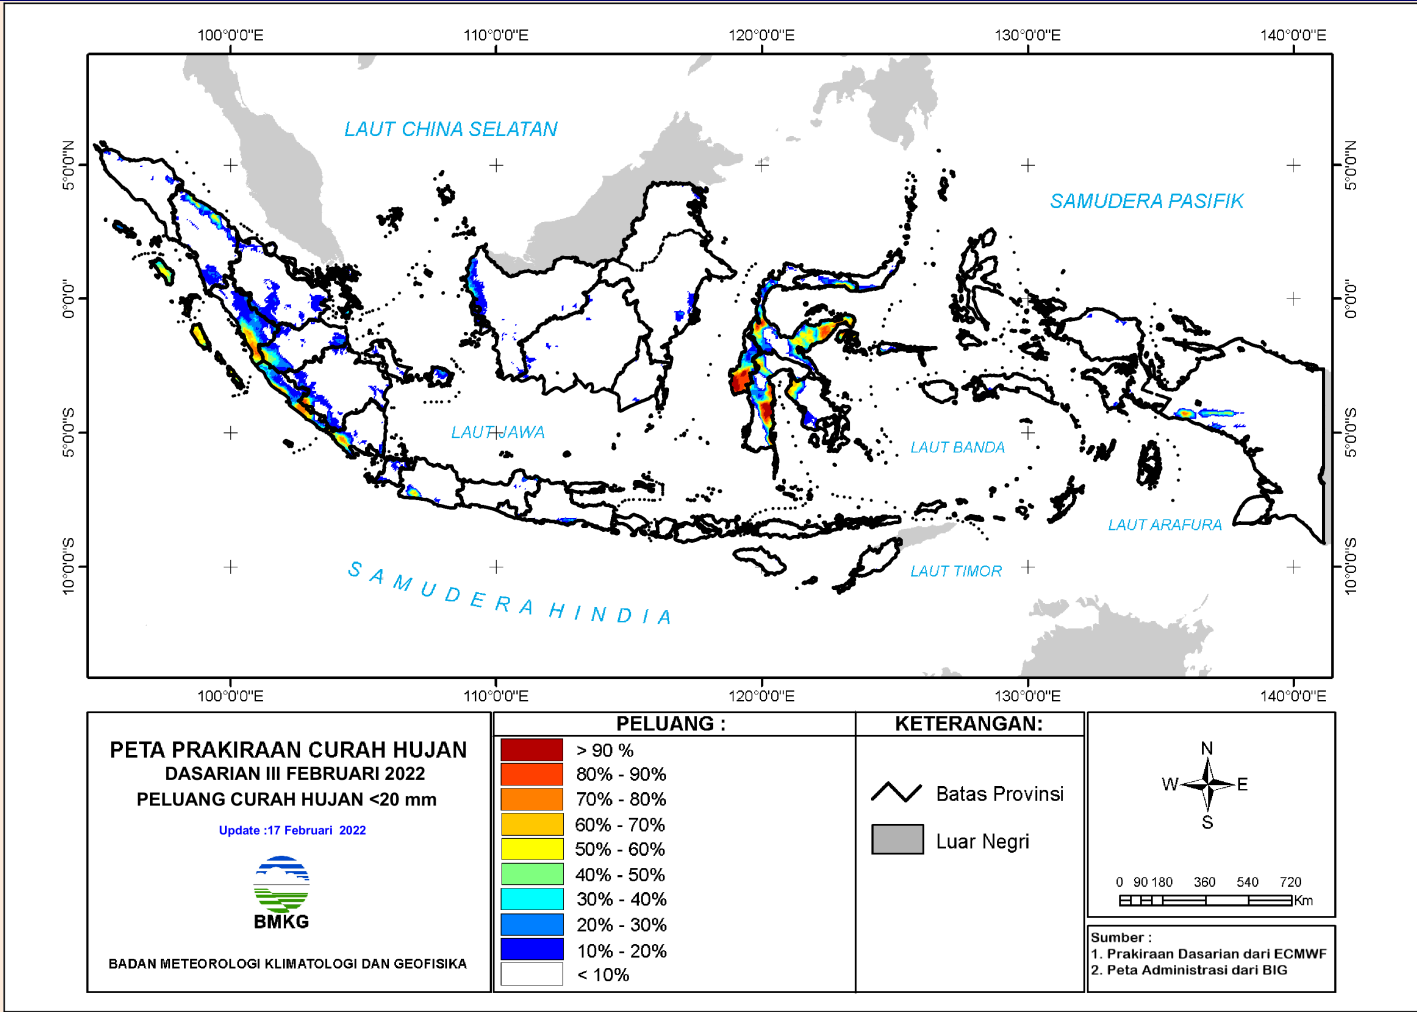 100°0'0"E 110°0'0"E 120°0'0"E 130°0'0"E 140°0'0"E
LAUT CHINA SELATAN
5°0'0"N 5°0'0"N
SAMUDERA PASIFIK
0°0'0" 0°0'0"
LAUT JAWA
5°0'0"S 5°0'0"S
LAUT BANDA
LAUT ARAFURA
10°0'0"S 10°0'0"S
LAUT TIMOR
SAMUDERA HINDIA
100°0'0"E 110°0'0"E 120°0'0"E 130°0'0"E 140°0'0"E
PETA PRAKIRAAN CURAH HUJAN
DASARIAN III FEBRUARI 2022
PELUANG CURAH HUJAN <20 mm
Update :17 Februari 2022
BMKG
BADAN METEOROLOGI KLIMATOLOGI DAN GEOFISIKA
PELUANG :
> 90 %
80% - 90%
70% - 80%
60% - 70%
50% - 60%
40% - 50%
30% - 40%
20% - 30%
10% - 20%
< 10%
KETERANGAN:
Batas Provinsi
Luar Negri
N
W E
S
0 90 180 360 540 720
Km
Sumber :
1. Prakiraan Dasarian dari ECMWF
2. Peta Administrasi dari BIG